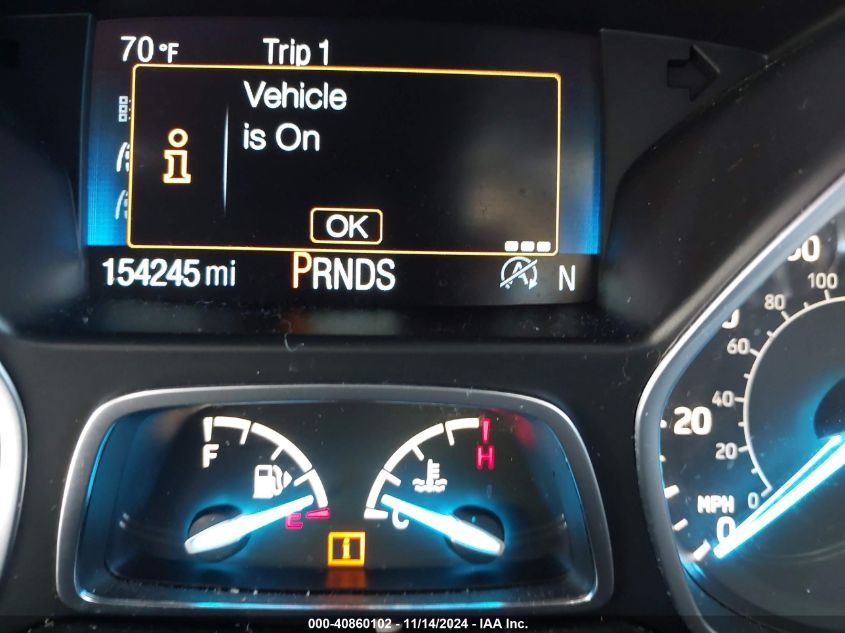 70°F Trip 1
Vehicle
is On
OK
154245 mi PRNDS A N
F
E
H
C
20
MPH
0
100
80
60
40
20
0
000-40860102 - 11/14/2024 - IAA Inc.